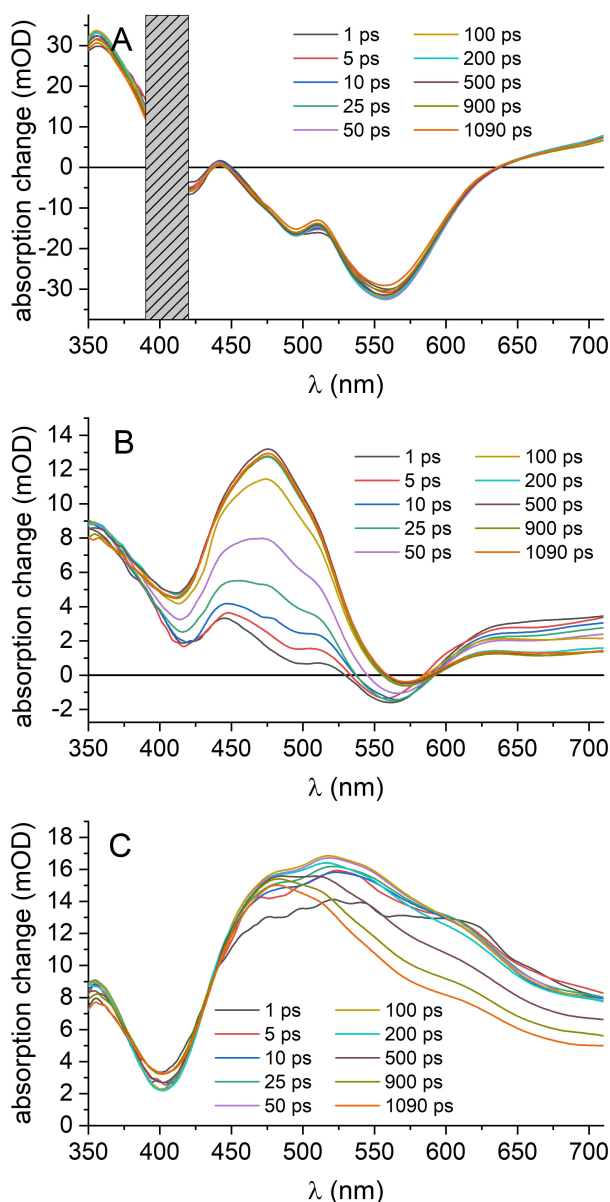 A
1 ps 100 ps
5 ps 200 ps
10 ps 500 ps
25 ps 900 ps
50 ps 1090 ps
absorption change (mOD)
30
20
10
0
-10
-20
-30
350 400 450 500 550 600 650 700
λ (nm)
B
1 ps 100 ps
5 ps 200 ps
10 ps 500 ps
25 ps 900 ps
50 ps 1090 ps
absorption change (mOD)
14
12
10
8
6
4
2
0
-2
350 400 450 500 550 600 650 700
λ (nm)
C
1 ps 100 ps
5 ps 200 ps
10 ps 500 ps
25 ps 900 ps
50 ps 1090 ps
absorption change (mOD)
18
16
14
12
10
8
6
4
2
0
350 400 450 500 550 600 650 700
λ (nm)